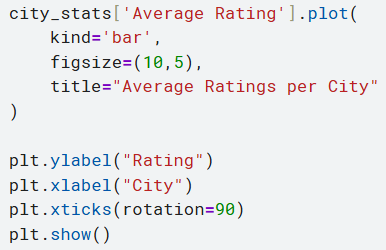 city_stats['Average Rating'].plot(
    kind='bar',
    figsize=(10,5),
    title="Average Ratings per City"
)

plt.ylabel("Rating")
plt.xlabel("City")
plt.xticks(rotation=90)
plt.show()